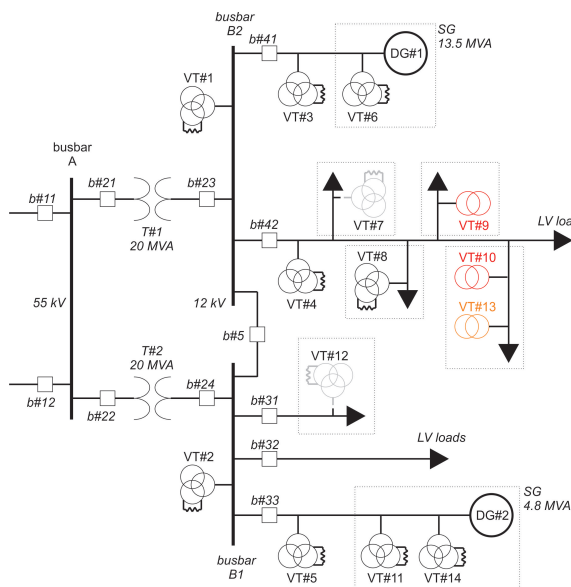 busbar
B2
b#41
SG
13.5 MVA
DG#1
VT#1
VT#3
VT#6
busbar
A
b#11
b#21
b#23
T#1
20 MVA
b#42
VT#7
VT#9
LV loa
VT#8
VT#10
VT#4
VT#13
55 kV
12 kV
b#5
T#2
20 MVA
VT#12
b#12
b#22
b#24
b#31
b#32
LV loads
VT#2
b#33
SG
4.8 MVA
DG#2
busbar
B1
VT#5
VT#11
VT#14